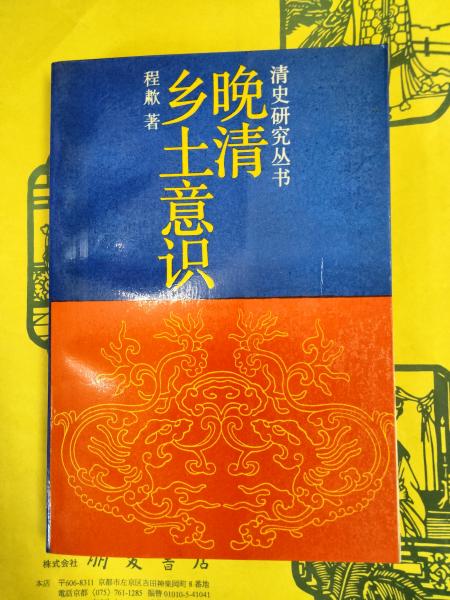 清史研究丛书
晚清
乡土意识
程歗 著
株式会社 朋友書店
本店 〒606-8311 京都市左京区吉田神楽岡町8番地
電話京都 (075) 761-1285 振替 01010-5-41041